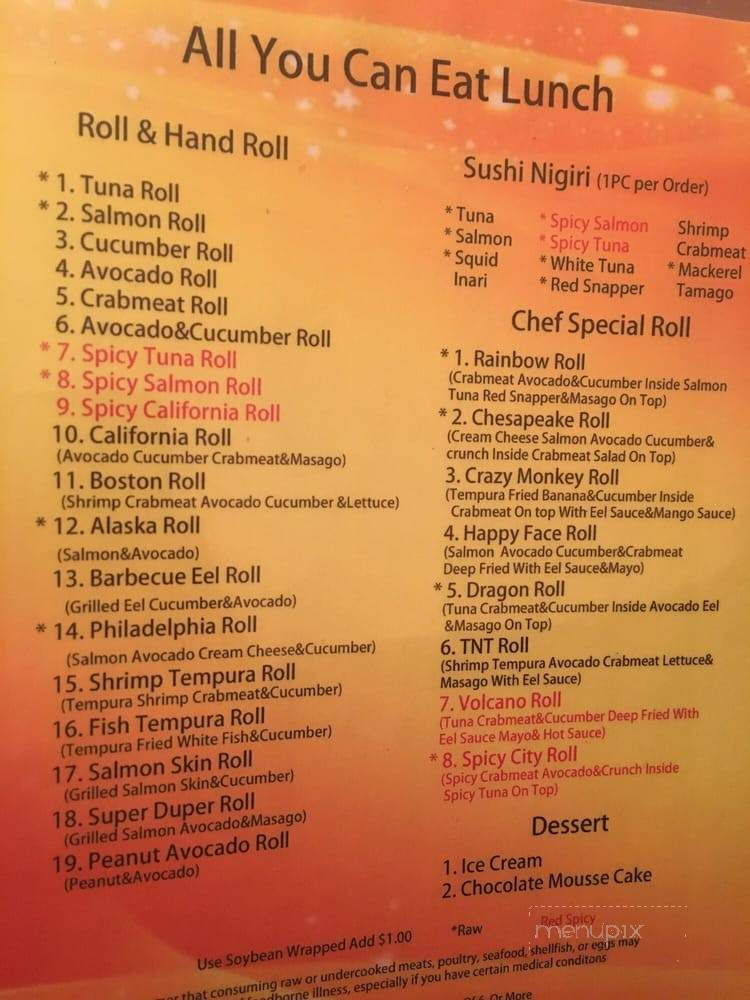 All You Can Eat Lunch
Roll & Hand Roll
* 1. Tuna Roll
* 2. Salmon Roll
3. Cucumber Roll
4. Avocado Roll
5. Crabmeat Roll
6. Avocado&Cucumber Roll
* 7. Spicy Tuna Roll
* 8. Spicy Salmon Roll
9. Spicy California Roll
10. California Roll
(Avocado Cucumber Crabmeat&Masago)
11. Boston Roll
(Shrimp Crabmeat Avocado Cucumber &Lettuce)
* 12. Alaska Roll
(Salmon&Avocado)
13. Barbecue Eel Roll
(Grilled Eel Cucumber&Avocado)
* 14. Philadelphia Roll
(Salmon Avocado Cream Cheese&Cucumber)
15. Shrimp Tempura Roll
(Tempura Shrimp Crabmeat&Cucumber)
16. Fish Tempura Roll
(Tempura Fried White Fish&Cucumber)
17. Salmon Skin Roll
(Grilled Salmon Skin&Cucumber)
18. Super Duper Roll
(Grilled Salmon Avocado&Masago)
19. Peanut Avocado Roll
(Peanut&Avocado)
Sushi Nigiri (1PC per Order)
* Tuna * Spicy Salmon Shrimp
* Salmon * Spicy Tuna Crabmeat
* Squid * White Tuna * Mackerel
Inari * Red Snapper Tamago
Chef Special Roll
* 1. Rainbow Roll
(Crabmeat Avocado&Cucumber Inside Salmon
Tuna Red Snapper&Masago On Top)
* 2. Chesapeake Roll
(Cream Cheese Salmon Avocado Cucumber&
crunch Inside Crabmeat Salad On Top)
3. Crazy Monkey Roll
(Tempura Fried Banana&Cucumber Inside
Crabmeat On top With Eel Sauce&Mango Sauce)
4. Happy Face Roll
(Salmon Avocado Cucumber&Crabmeat
Deep Fried With Eel Sauce&Mayo)
* 5. Dragon Roll
(Tuna Crabmeat&Cucumber Inside Avocado Eel
&Masago On Top)
6. TNT Roll
(Shrimp Tempura Avocado Crabmeat Lettuce&
Masago With Eel Sauce)
7. Volcano Roll
(Tuna Crabmeat&Cucumber Deep Fried With
Eel Sauce Mayo& Hot Sauce)
* 8. Spicy City Roll
(Spicy Crabmeat Avocado&Crunch Inside
Spicy Tuna On Top)
Dessert
1. Ice Cream
2. Chocolate Mousse Cake
Use Soybean Wrapped Add $1.00 *Raw Red Spicy
menupix
that consuming raw or undercooked meats, poultry, seafood, shellfish, or eggs may
illness, especially if you have certain medical conditons
Or More